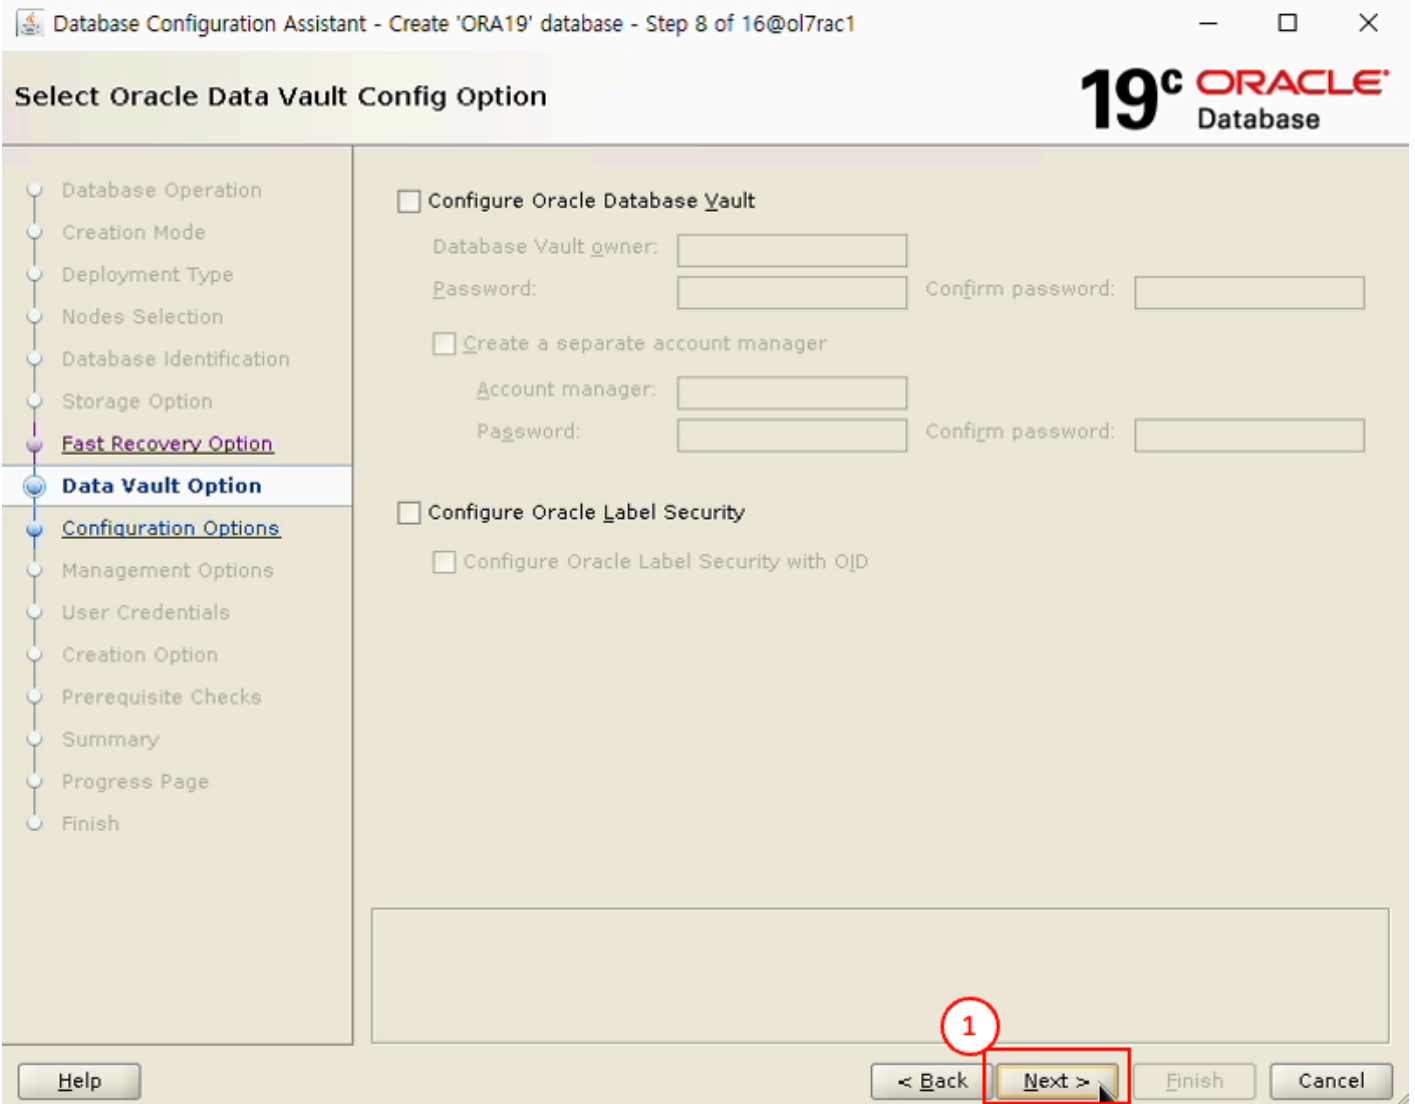 Database Configuration Assistant - Create 'ORA19' database - Step 8 of 16@ol7rac1
Select Oracle Data Vault Config Option
19c ORACLE
Database
Database Operation
Creation Mode
Deployment Type
Nodes Selection
Database Identification
Storage Option
Fast Recovery Option
Data Vault Option
Configuration Options
Management Options
User Credentials
Creation Option
Prerequisite Checks
Summary
Progress Page
Finish
Configure Oracle Database Vault
Database Vault owner:
Password: Confirm password:
Create a separate account manager
Account manager:
Password: Confirm password:
Configure Oracle Label Security
Configure Oracle Label Security with OID
1
Help < Back Next > Finish Cancel